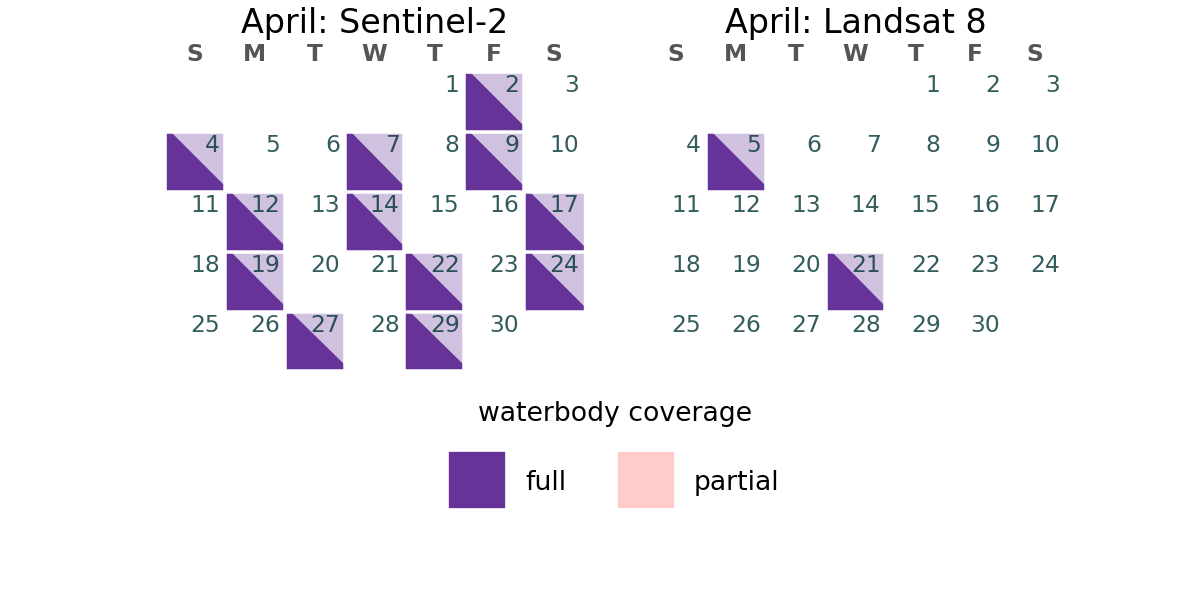 April: Sentinel-2
S M T W T F S
1 2 3
4 5 6 7 8 9 10
11 12 13 14 15 16 17
18 19 20 21 22 23 24
25 26 27 28 29 30
April: Landsat 8
S M T W T F S
1 2 3
4 5 6 7 8 9 10
11 12 13 14 15 16 17
18 19 20 21 22 23 24
25 26 27 28 29 30
waterbody coverage
full partial